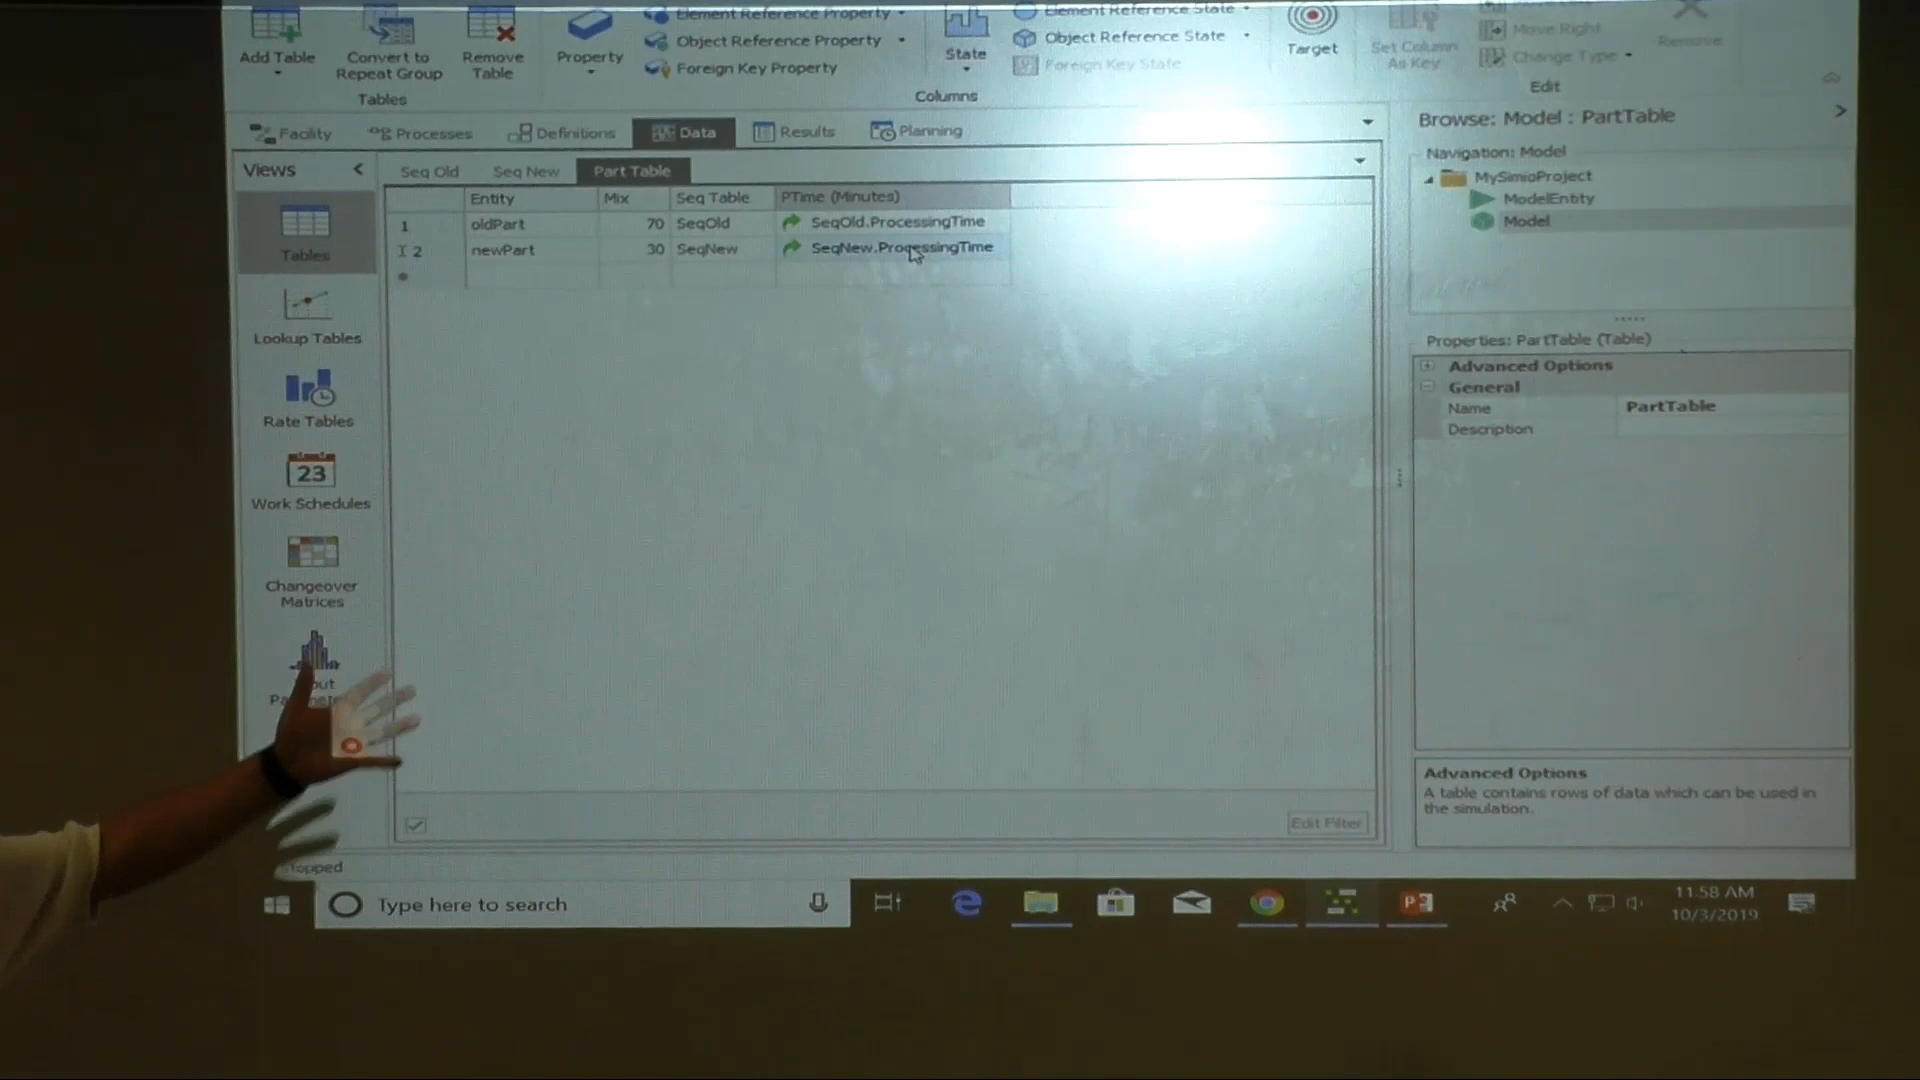 Add Table
Convert to
Repeat Group
Remove
Table
Tables
Property
Element Reference Property
Object Reference Property
Foreign Key Property
State
Element Reference State
Object Reference State
Foreign Key State
Columns
Target
Set Column
As Key
Move Right
Change Type
Remove
Edit
Facility
Processes
Definitions
Data
Results
Planning
Views
Tables
Lookup Tables
Rate Tables
23
Work Schedules
Changeover
Matrices
Seq Old
Seq New
Part Table
Entity Mix Seq Table PTime (Minutes)
1 oldPart 70 SeqOld SeqOld.ProcessingTime
2 newPart 30 SeqNew SeqNew.ProcessingTime
Edit Filter
Browse: Model : PartTable
Navigation: Model
MySimioProject
ModelEntity
Model
Properties: PartTable (Table)
Advanced Options
General
Name PartTable
Description
Advanced Options
A table contains rows of data which can be used in
the simulation.
Type here to search
11:58 AM
10/3/2019